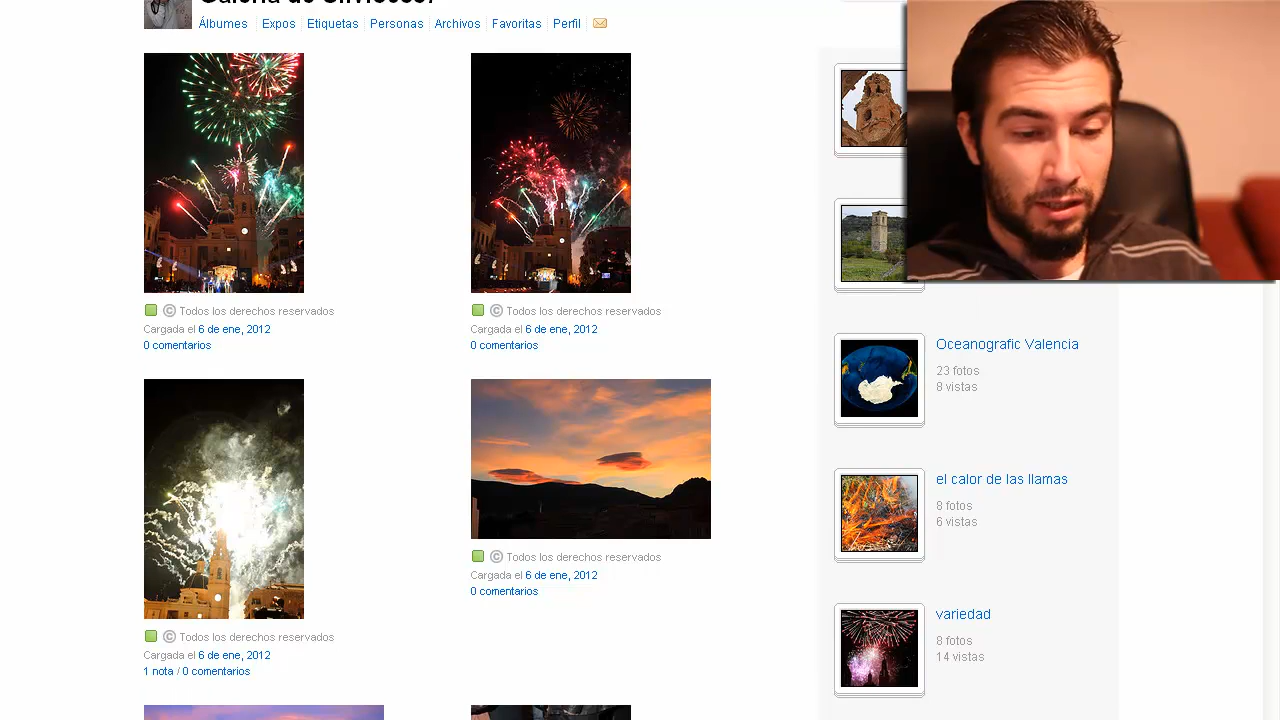 Álbumes Expos Etiquetas Personas Archivos Favoritas Perfil
© Todos los derechos reservados
Cargada el 6 de ene, 2012
0 comentarios
© Todos los derechos reservados
Cargada el 6 de ene, 2012
0 comentarios
© Todos los derechos reservados
Cargada el 6 de ene, 2012
1 nota / 0 comentarios
© Todos los derechos reservados
Cargada el 6 de ene, 2012
0 comentarios
Oceanografic Valencia
23 fotos
8 vistas
el calor de las llamas
8 fotos
6 vistas
variedad
8 fotos
14 vistas